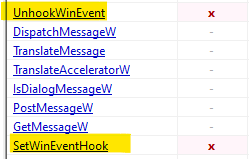 UnhookWinEvent x
DispatchMessageW -
TranslateMessage -
TranslateAcceleratorW -
IsDialogMessageW -
PostMessageW -
GetMessageW -
SetWinEventHook x